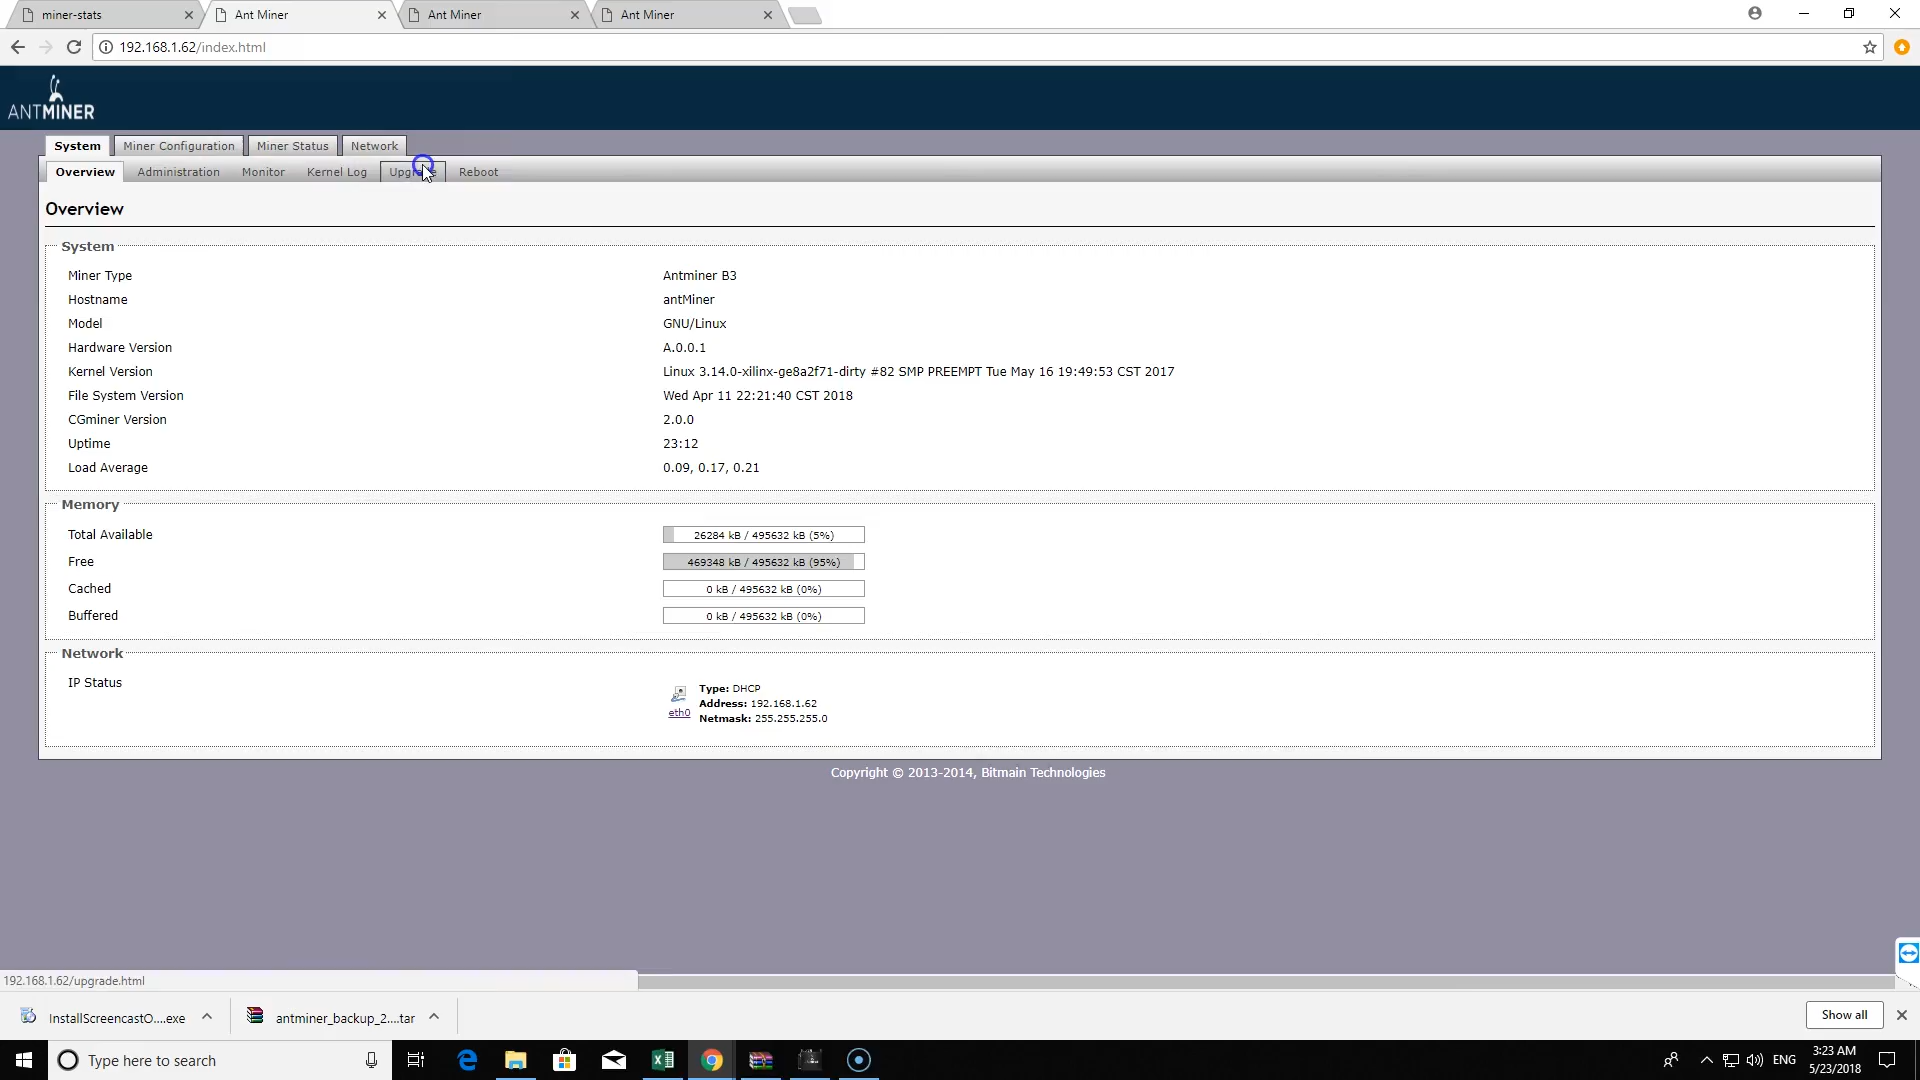 miner-stats
Ant Miner
Ant Miner
Ant Miner
192.168.1.62/index.html
ANTMINER
System
Miner Configuration
Miner Status
Network
Overview
Administration
Monitor
Kernel Log
Upgrade
Reboot
Overview
System
Miner Type Antminer B3
Hostname antMiner
Model GNU/Linux
Hardware Version A.0.0.1
Kernel Version Linux 3.14.0-xilinx-ge8a2f71-dirty #82 SMP PREEMPT Tue May 16 19:49:53 CST 2017
File System Version Wed Apr 11 22:21:40 CST 2018
CGminer Version 2.0.0
Uptime 23:12
Load Average 0.09, 0.17, 0.21
Memory
Total Available 26284 kB / 495632 kB (5%)
Free 469348 kB / 495632 kB (95%)
Cached 0 kB / 495632 kB (0%)
Buffered 0 kB / 495632 kB (0%)
Network
IP Status
Type: DHCP
Address: 192.168.1.62
Netmask: 255.255.255.0
eth0
Copyright © 2013-2014, Bitmain Technologies
192.168.1.62/upgrade.html
InstallScreencastO....exe
antminer_backup_2....tar
Show all
Type here to search
ENG
3:23 AM
5/23/2018